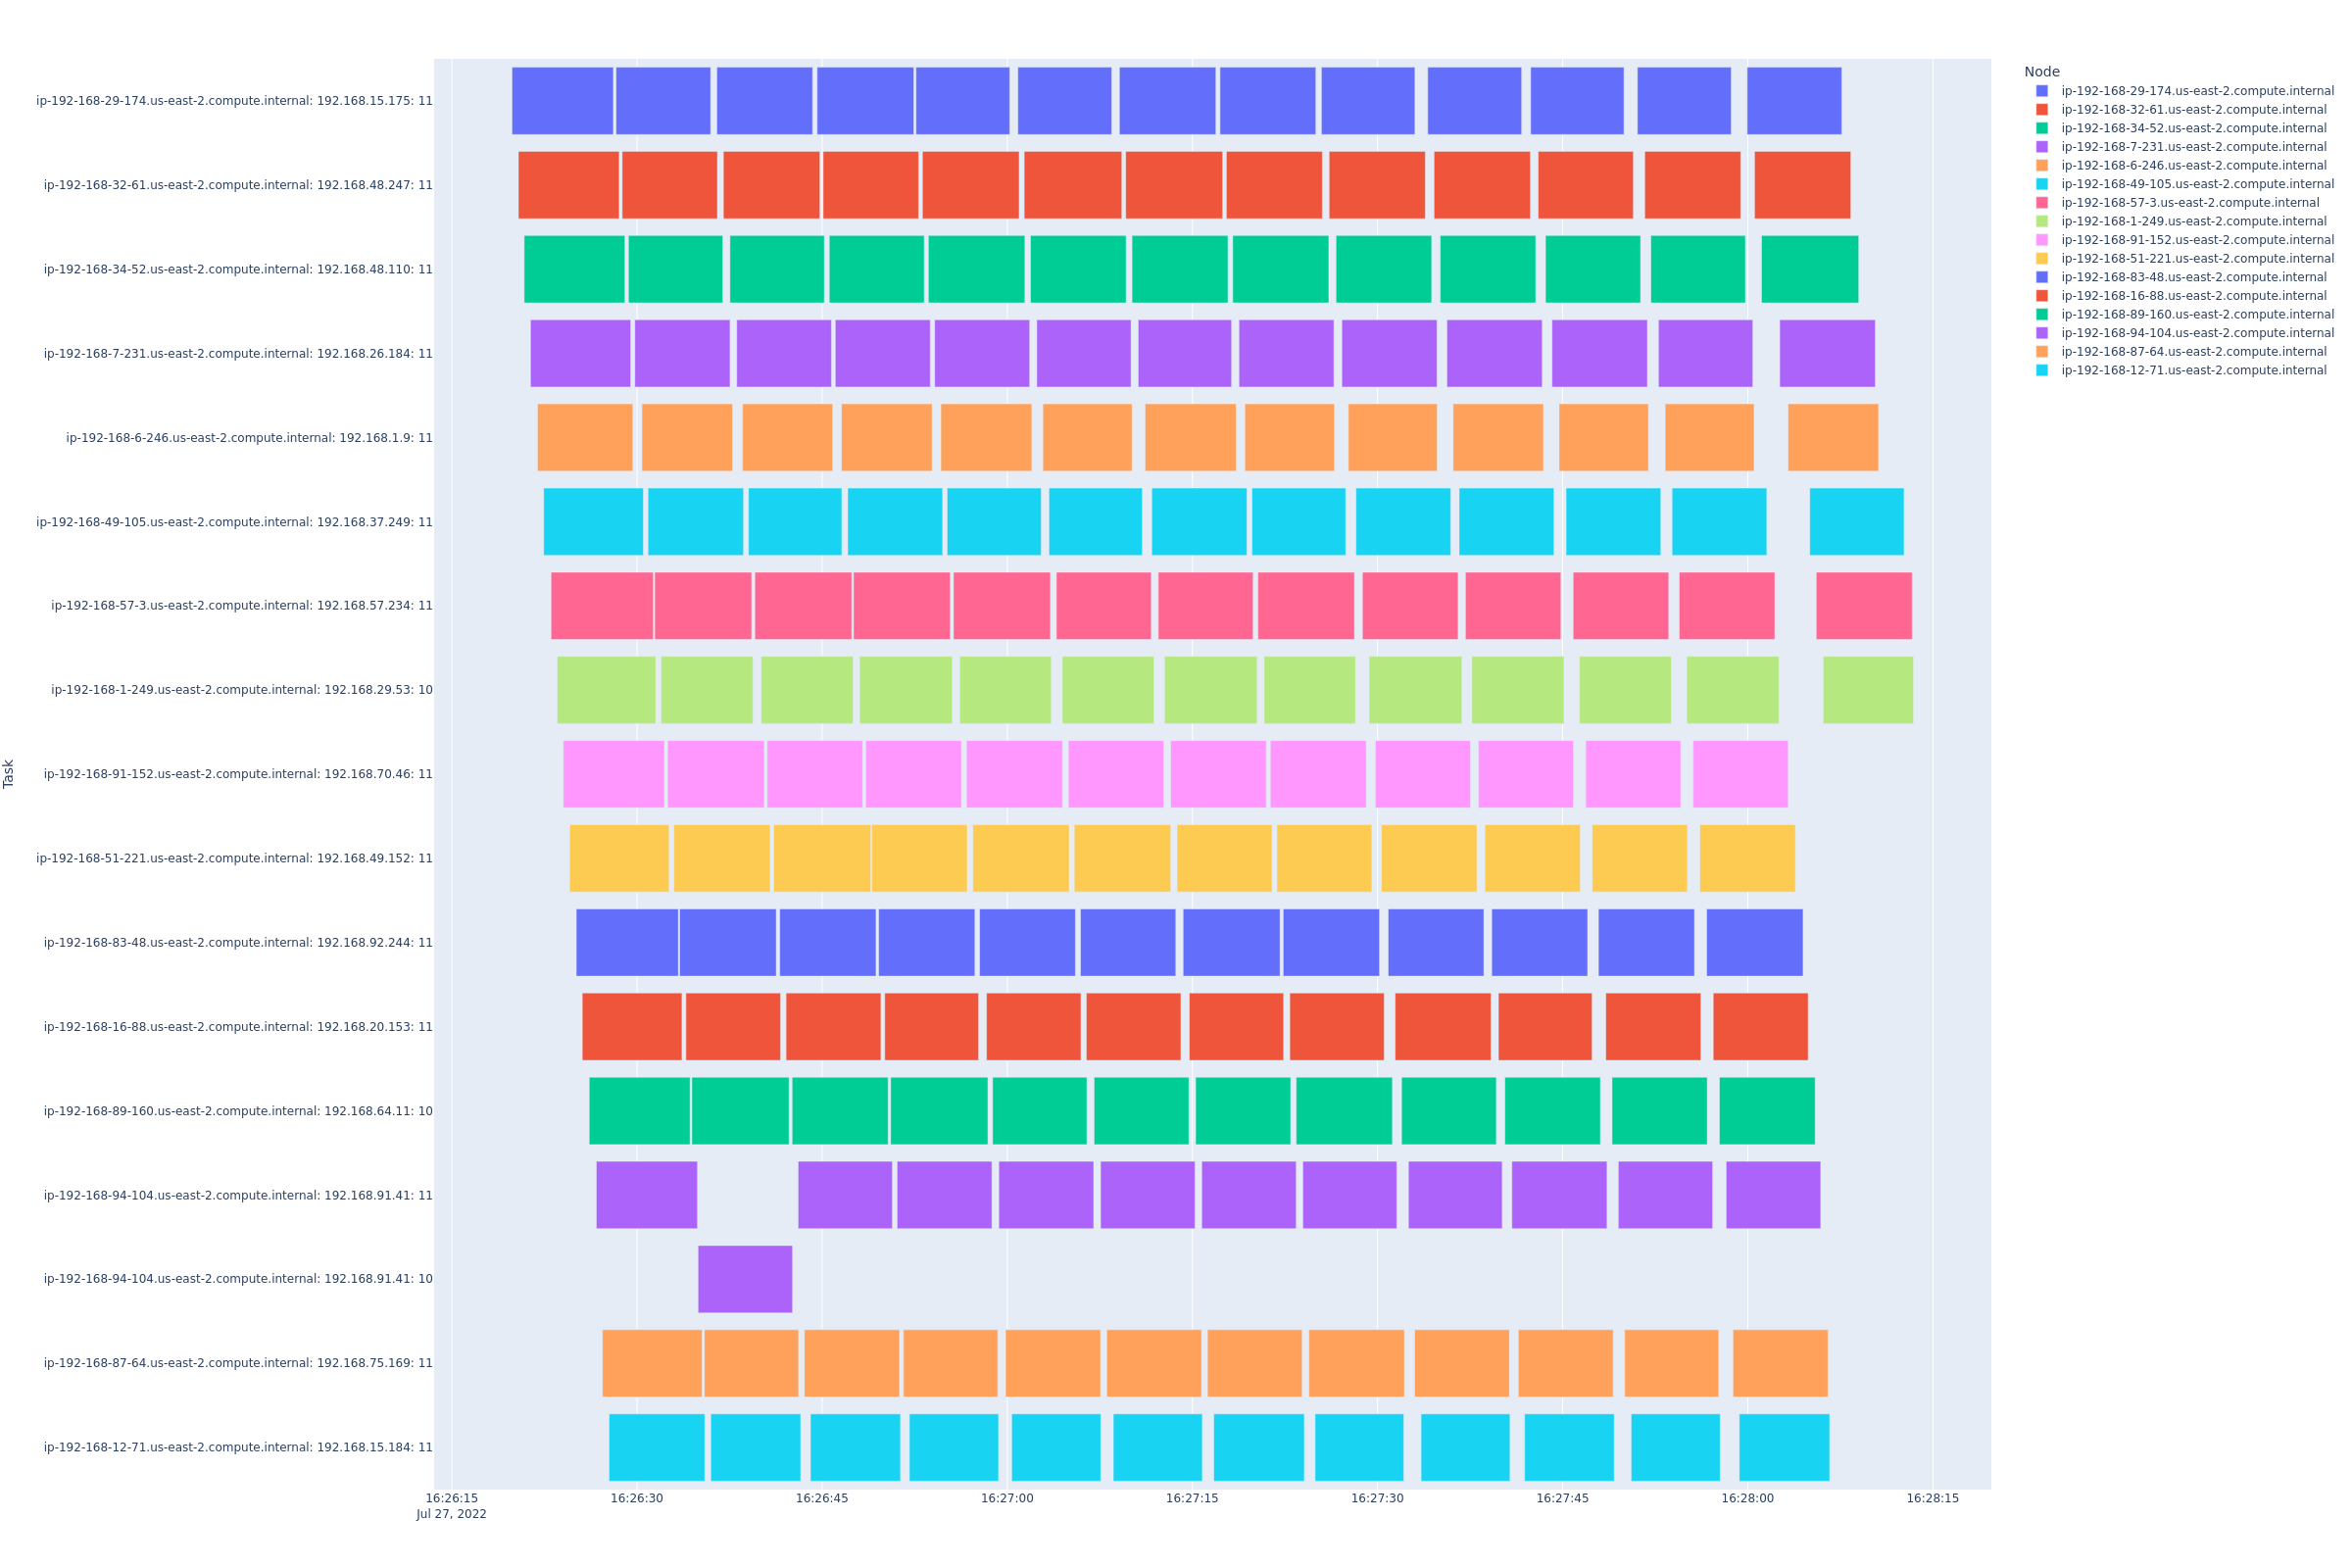 ip-192-168-29-174.us-east-2.compute.internal: 192.168.15.175: 11
ip-192-168-32-61.us-east-2.compute.internal: 192.168.48.247: 11
ip-192-168-34-52.us-east-2.compute.internal: 192.168.48.110: 11
ip-192-168-7-231.us-east-2.compute.internal: 192.168.26.184: 11
ip-192-168-6-246.us-east-2.compute.internal: 192.168.1.9: 11
ip-192-168-49-105.us-east-2.compute.internal: 192.168.37.249: 11
ip-192-168-57-3.us-east-2.compute.internal: 192.168.57.234: 11
ip-192-168-1-249.us-east-2.compute.internal: 192.168.29.53: 10
ip-192-168-91-152.us-east-2.compute.internal: 192.168.70.46: 11
ip-192-168-51-221.us-east-2.compute.internal: 192.168.49.152: 11
ip-192-168-83-48.us-east-2.compute.internal: 192.168.92.244: 11
ip-192-168-16-88.us-east-2.compute.internal: 192.168.20.153: 11
ip-192-168-89-160.us-east-2.compute.internal: 192.168.64.11: 10
ip-192-168-94-104.us-east-2.compute.internal: 192.168.91.41: 11
ip-192-168-94-104.us-east-2.compute.internal: 192.168.91.41: 10
ip-192-168-87-64.us-east-2.compute.internal: 192.168.75.169: 11
ip-192-168-12-71.us-east-2.compute.internal: 192.168.15.184: 11
Task
16:26:15 16:26:30 16:26:45 16:27:00 16:27:15 16:27:30 16:27:45 16:28:00 16:28:15
Jul 27, 2022
Node
ip-192-168-29-174.us-east-2.compute.internal
ip-192-168-32-61.us-east-2.compute.internal
ip-192-168-34-52.us-east-2.compute.internal
ip-192-168-7-231.us-east-2.compute.internal
ip-192-168-6-246.us-east-2.compute.internal
ip-192-168-49-105.us-east-2.compute.internal
ip-192-168-57-3.us-east-2.compute.internal
ip-192-168-1-249.us-east-2.compute.internal
ip-192-168-91-152.us-east-2.compute.internal
ip-192-168-51-221.us-east-2.compute.internal
ip-192-168-83-48.us-east-2.compute.internal
ip-192-168-16-88.us-east-2.compute.internal
ip-192-168-89-160.us-east-2.compute.internal
ip-192-168-94-104.us-east-2.compute.internal
ip-192-168-87-64.us-east-2.compute.internal
ip-192-168-12-71.us-east-2.compute.internal